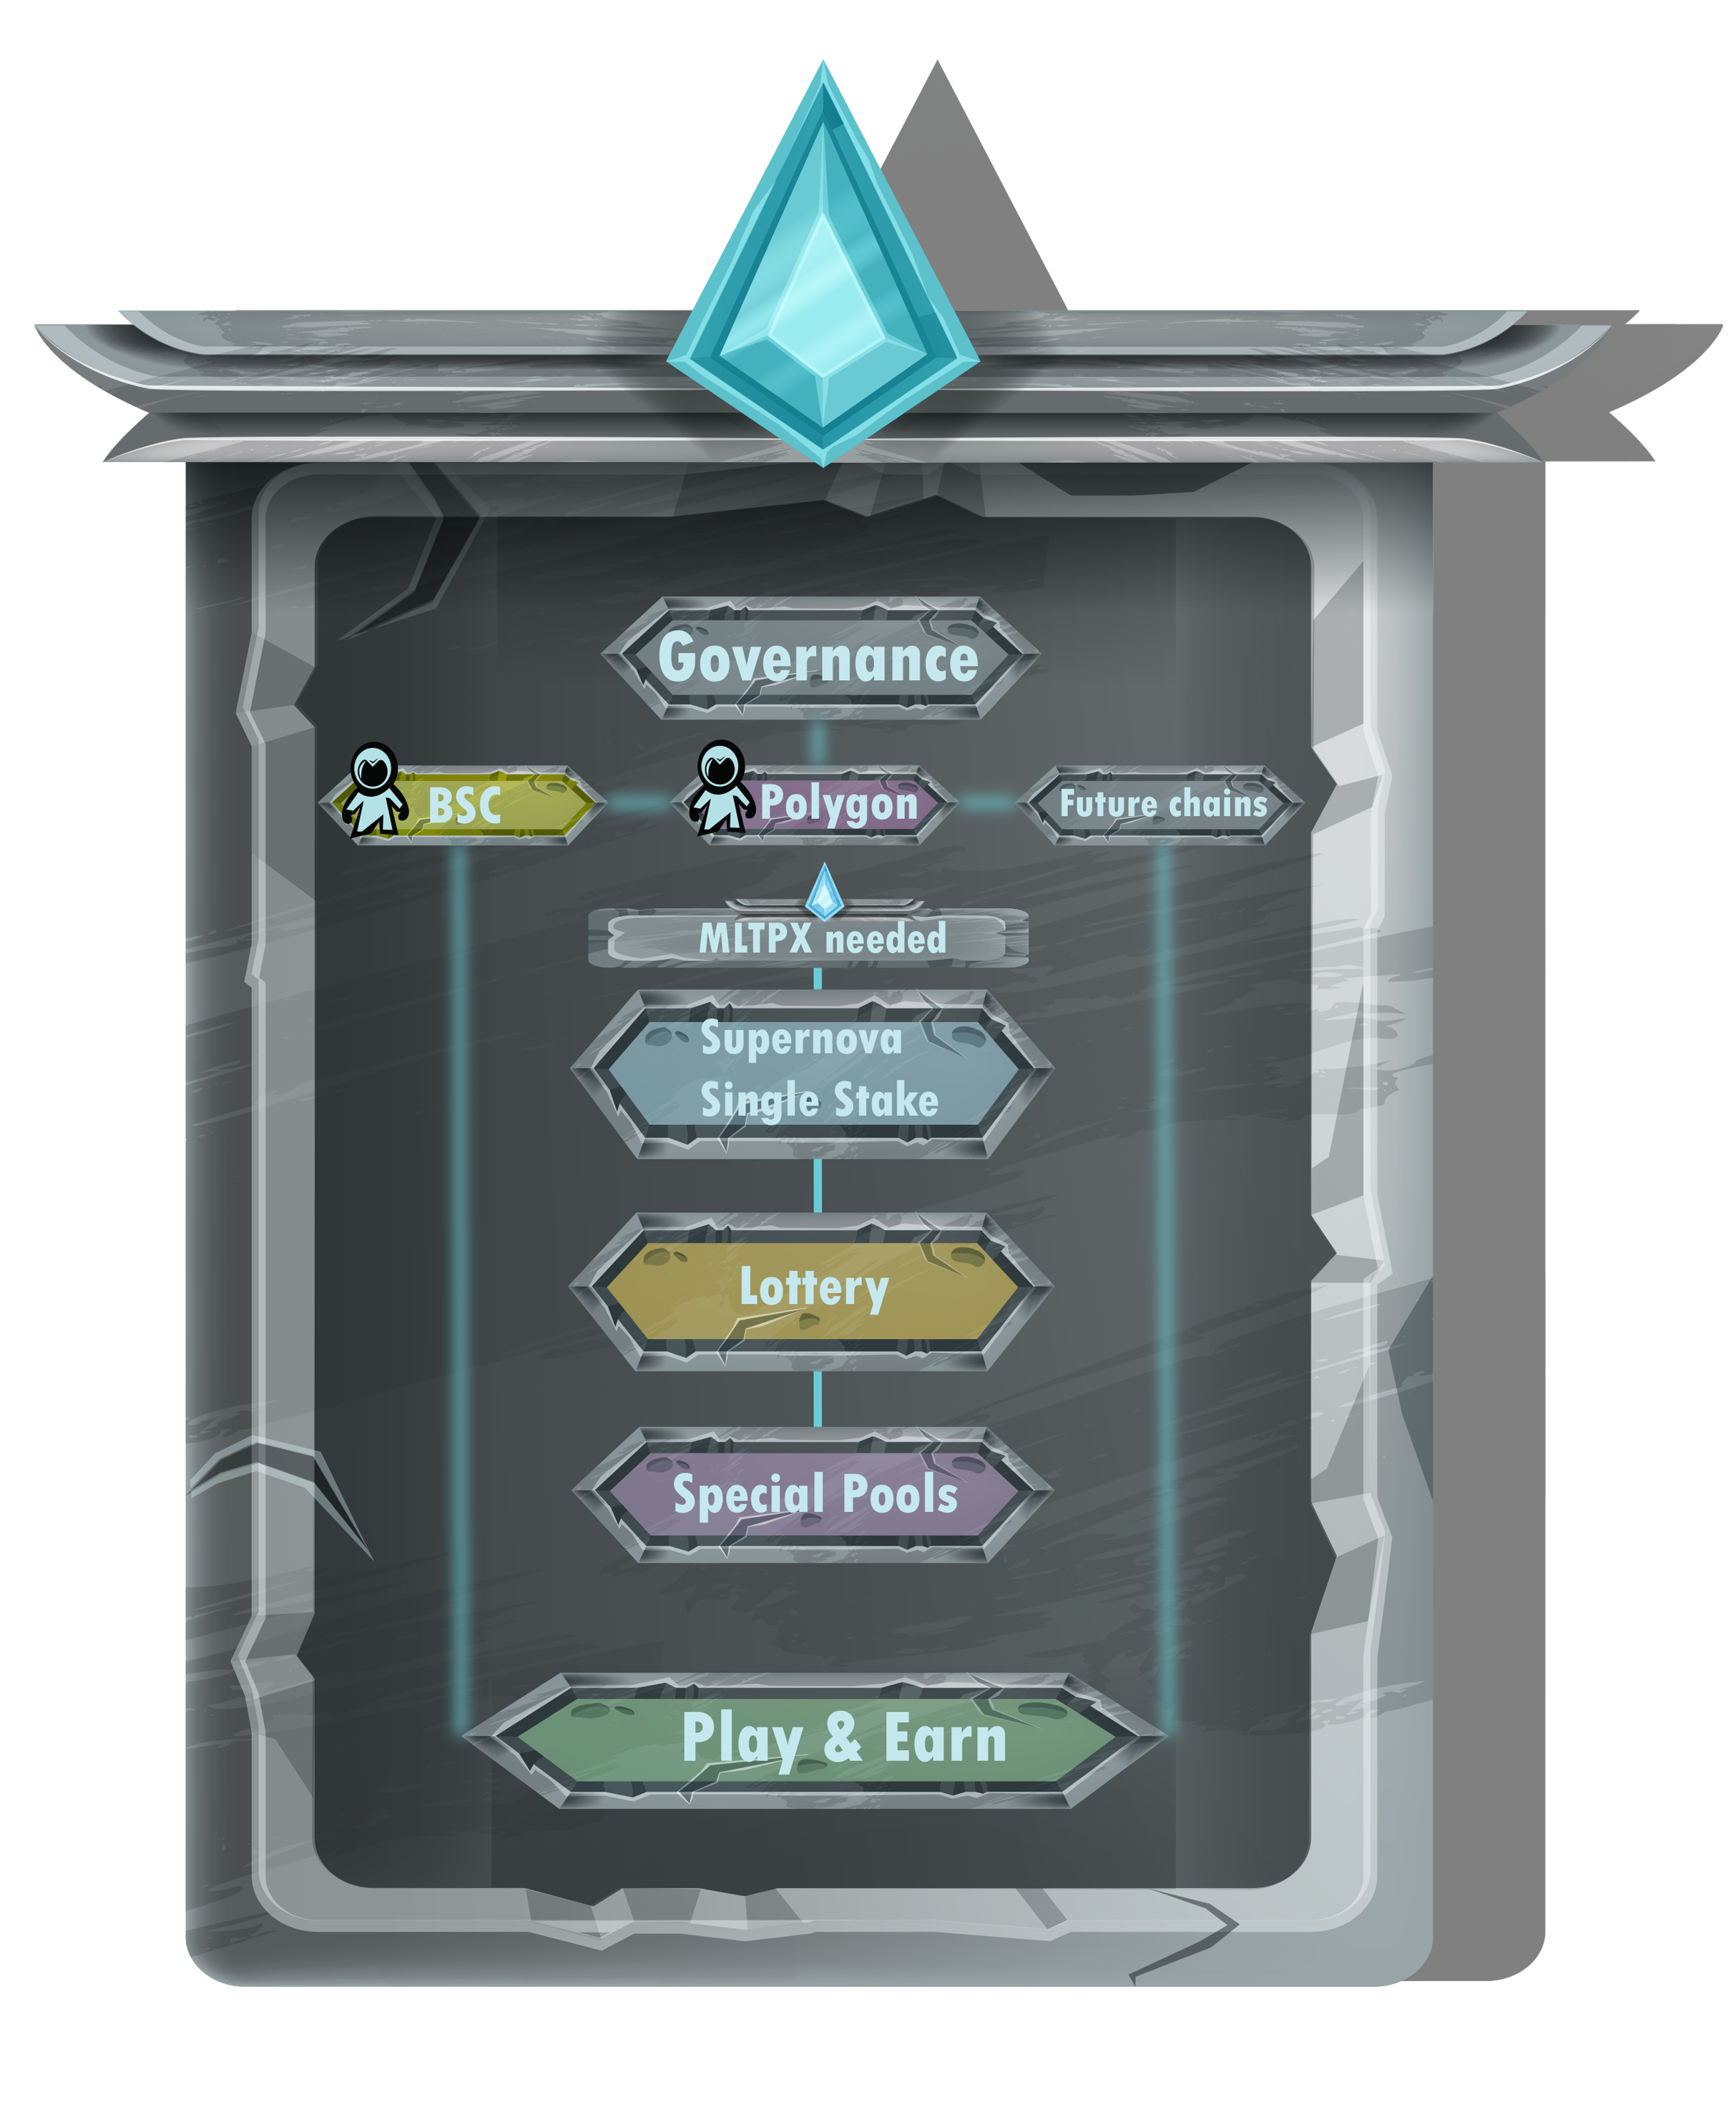 Governance
BSC
Polygon
Future chains
MLTPX needed
Supernova
Single Stake
Lottery
Special Pools
Play & Earn